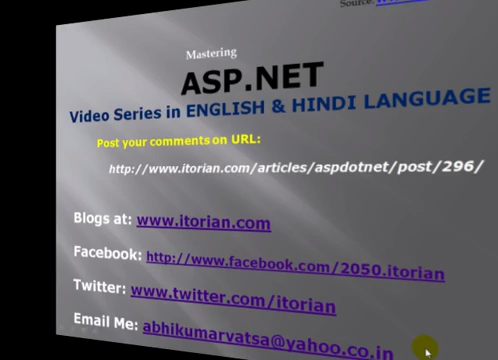 Source:
Mastering
ASP.NET
Video Series in ENGLISH & HINDI LANGUAGE
Post your comments on URL:
http://www.itorian.com/articles/aspdotnet/post/296/
Blogs at: www.itorian.com
Facebook: http://www.facebook.com/2050.itorian
Twitter: www.twitter.com/itorian
Email Me: abhikumarvatsa@yahoo.co.in